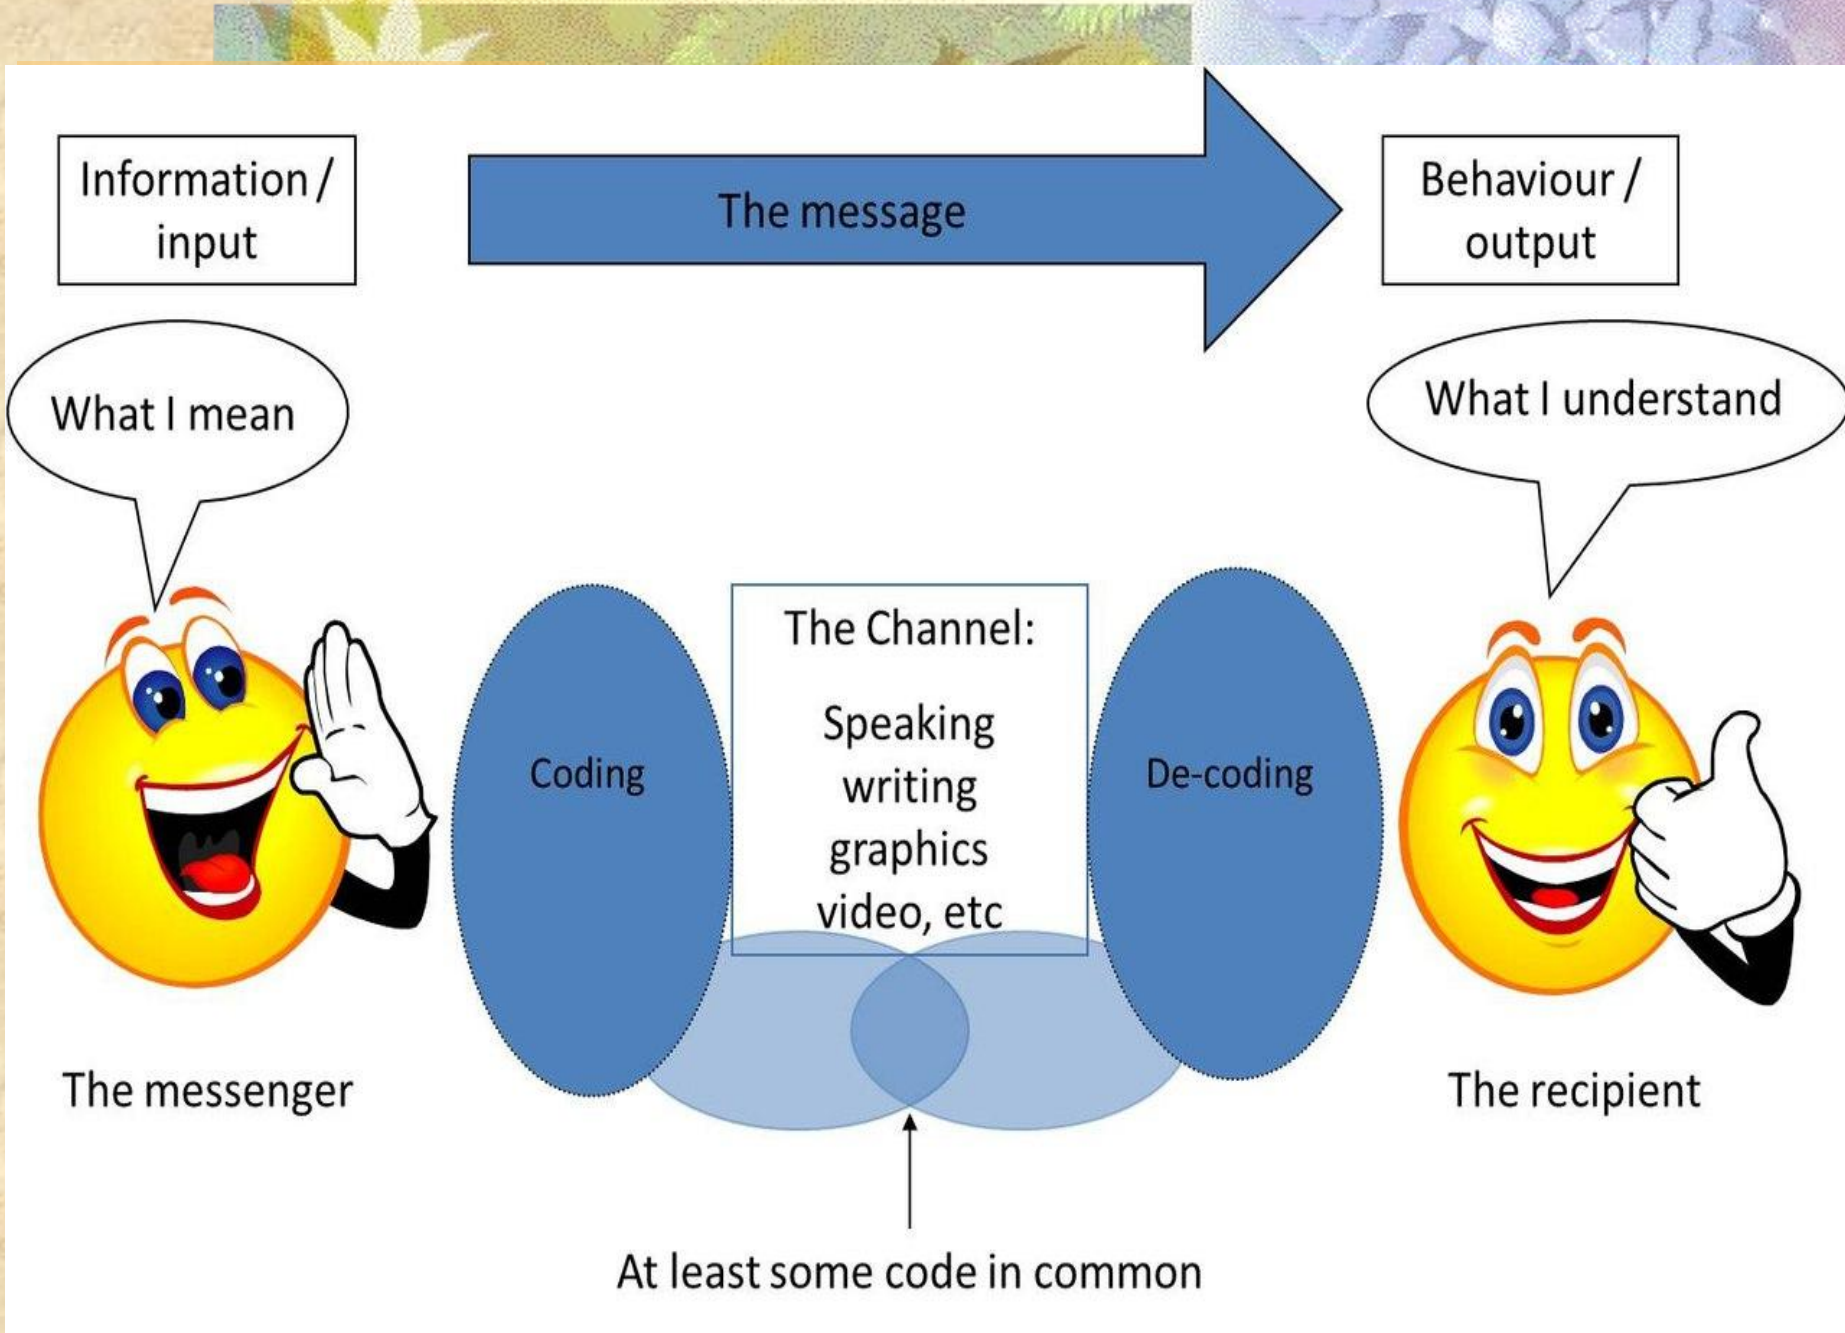 Information /
input
The message
Behaviour /
output
What I mean
What I understand
The Channel:
Speaking
writing
graphics
video, etc
Coding
De-coding
The messenger
The recipient
At least some code in common